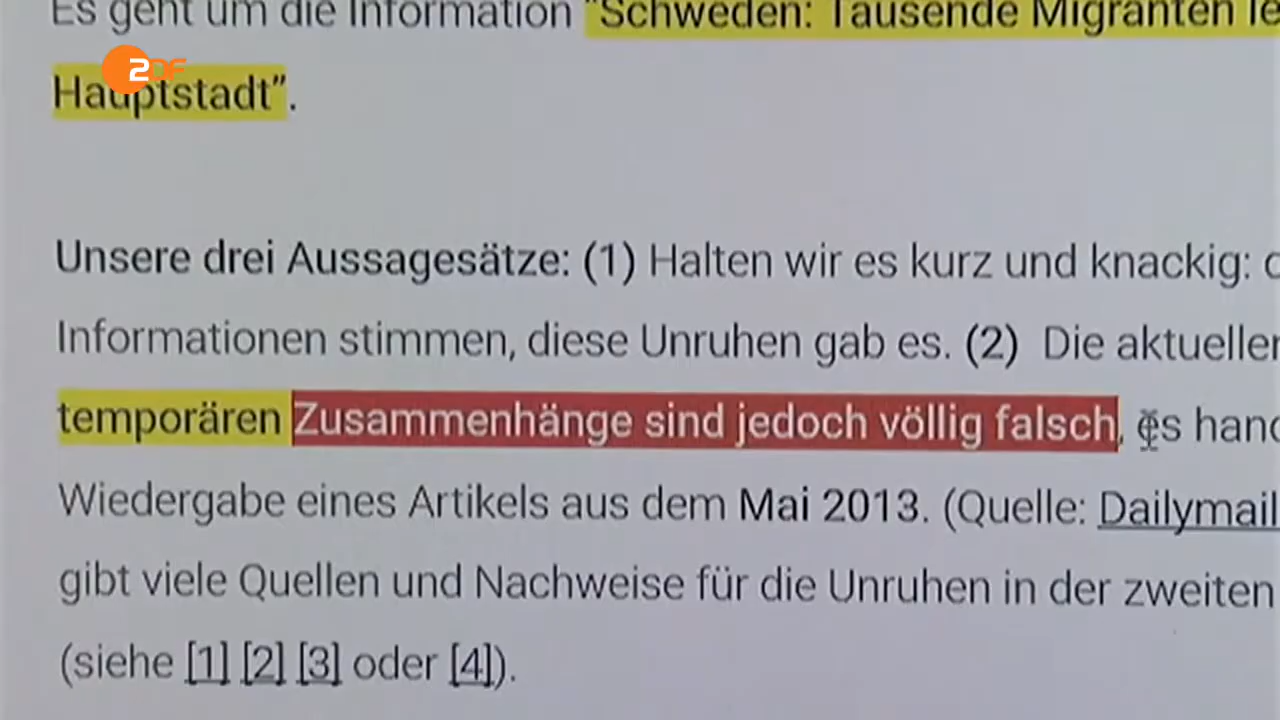 Es geht um die Information "Schweden: Tausende Migranten
ZDF
Hauptstadt".
Unsere drei Aussagesätze: (1) Halten wir es kurz und knackig:
Informationen stimmen, diese Unruhen gab es. (2) Die aktuellen
temporären Zusammenhänge sind jedoch völlig falsch, es
Wiedergabe eines Artikels aus dem Mai 2013. (Quelle: Dailymail
gibt viele Quellen und Nachweise für die Unruhen in der zweiten
(siehe [1] [2] [3] oder [4]).